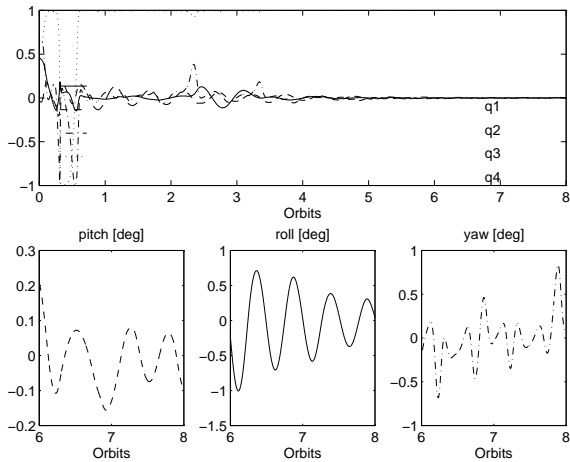 1
0.5
0
−0.5
−1
0 1 2 3 4 5 6 7 8
Orbits
q1
q2
q3
q4
pitch [deg]
0.3
0.2
0.1
0
−0.1
−0.2
6 7 8
Orbits
roll [deg]
1
0.5
0
−0.5
−1
−1.5
6 7 8
Orbits
yaw [deg]
1
0.5
0
−0.5
−1
6 7 8
Orbits